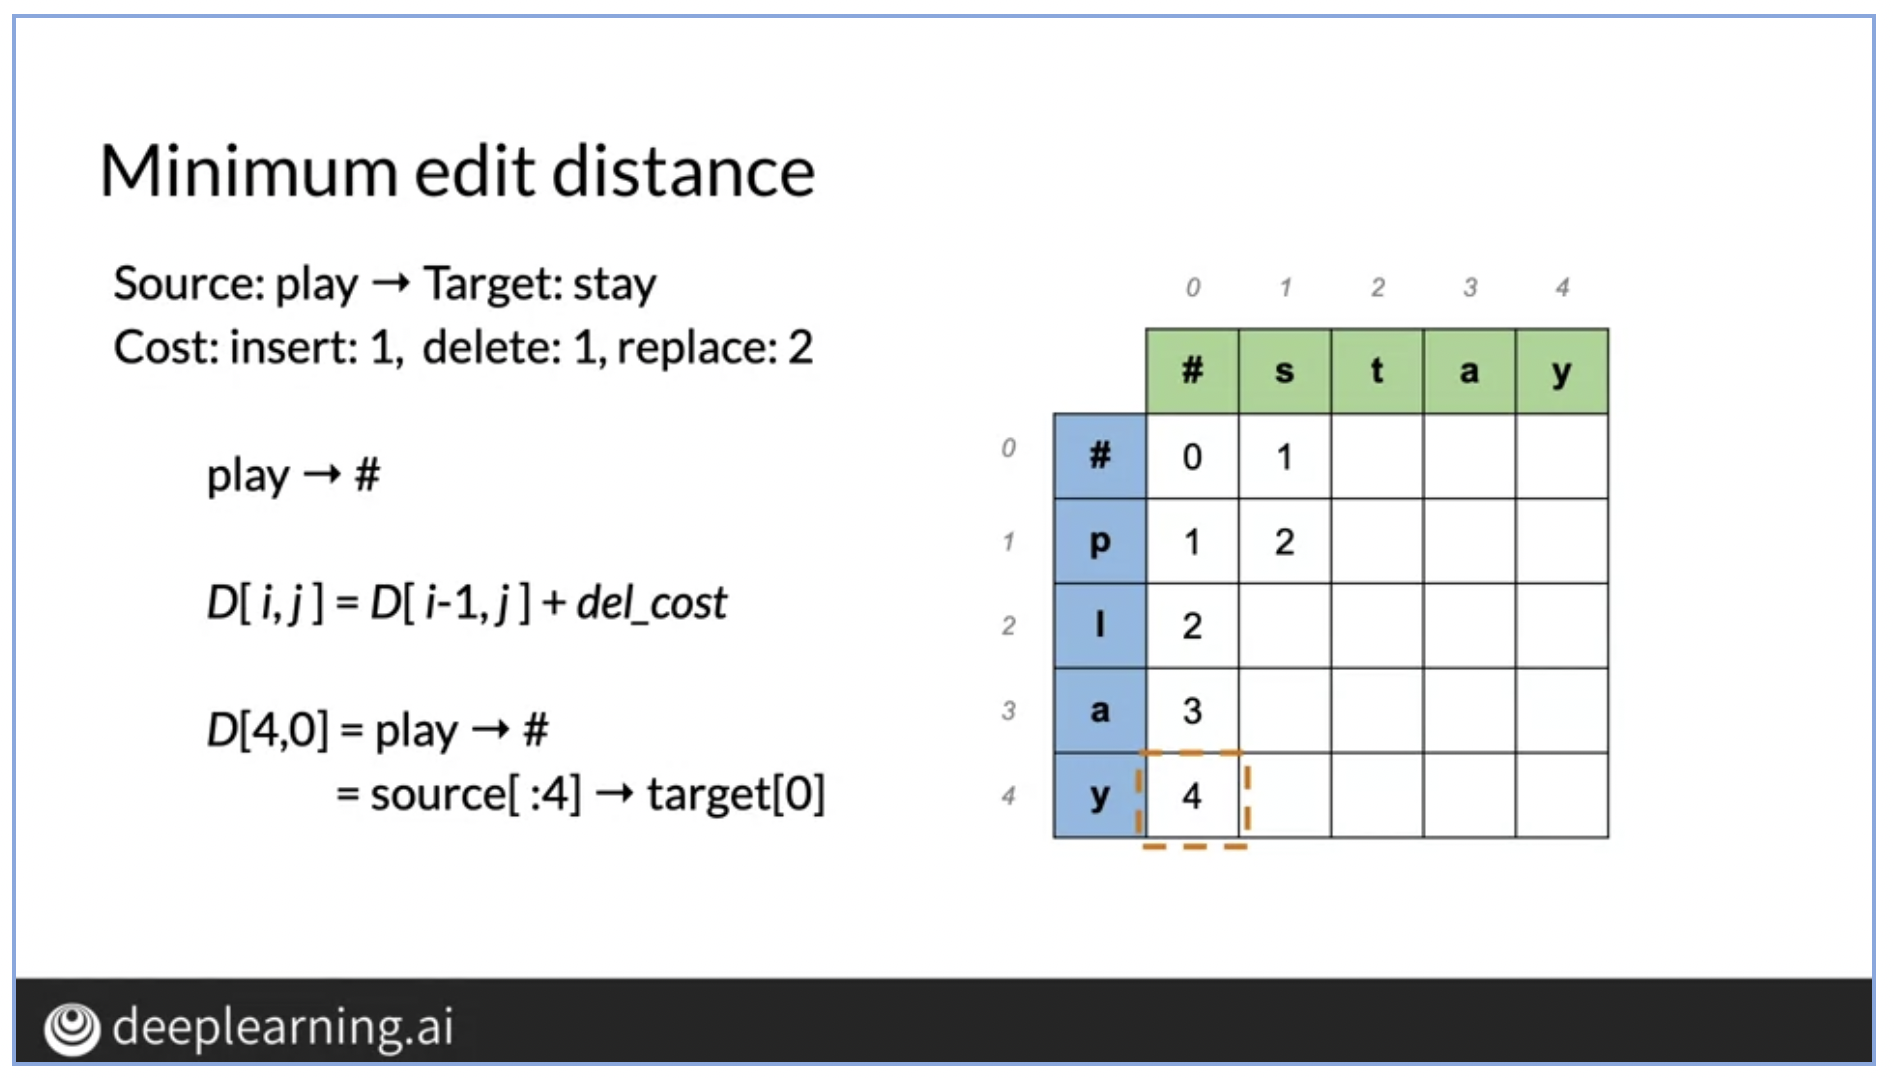 Minimum edit distance
Source: play → Target: stay
Cost: insert: 1, delete: 1, replace: 2
play → #
D[ i, j ] = D[ i-1, j ] + del_cost
D[4,0] = play → #
= source[ :4] → target[0]
0 1 2 3 4
# s t a y
0 # 0 1
1 p 1 2
2 l 2
3 a 3
4 y 4
deeplearning.ai